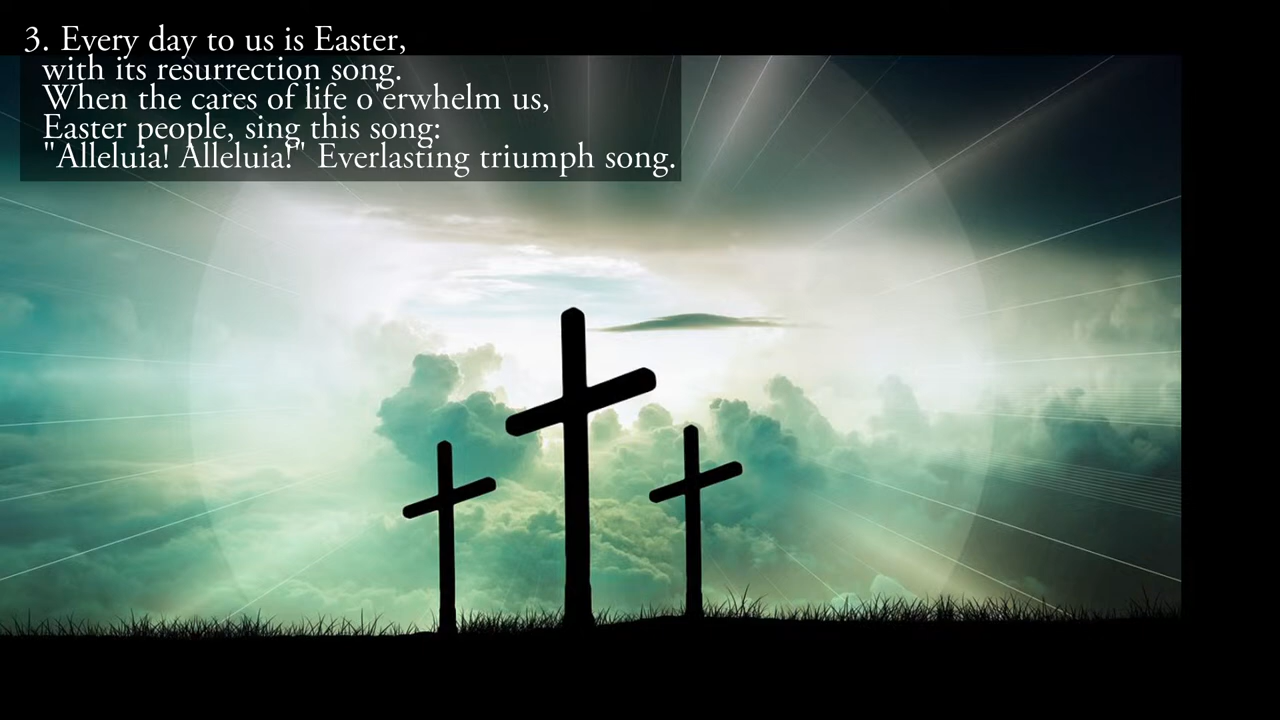 3. Every day to us is Easter,
with its resurrection song.
When the cares of life o'erwhelm us,
Easter people, sing this song:
"Alleluia! Alleluia!" Everlasting triumph song.